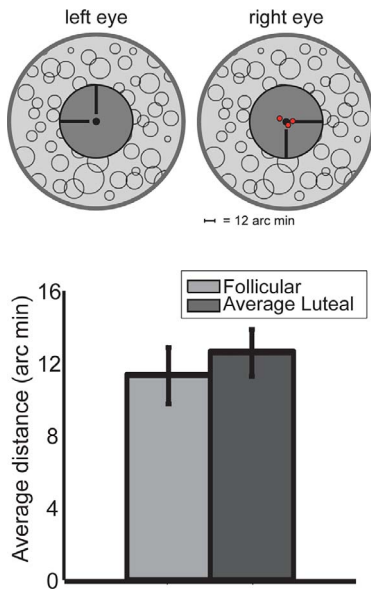 left eye
right eye
= 12 arc min
Follicular
Average Luteal
Average distance (arc min)
16
12
8
4
0